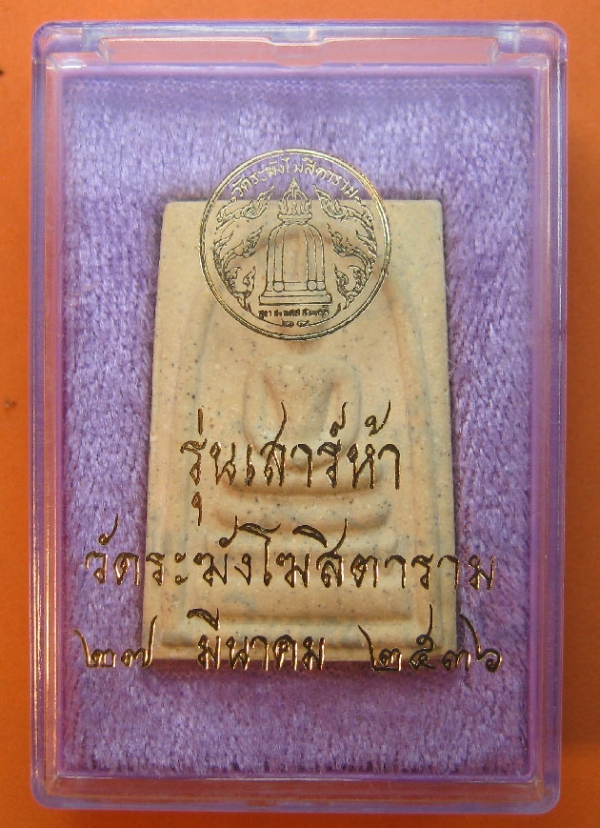 วัดระฆังโฆสิตาราม
รุ่นเสาร์ห้า
วัดระฆังโฆสิตาราม
๒๗ มีนาคม ๒๕๓๖